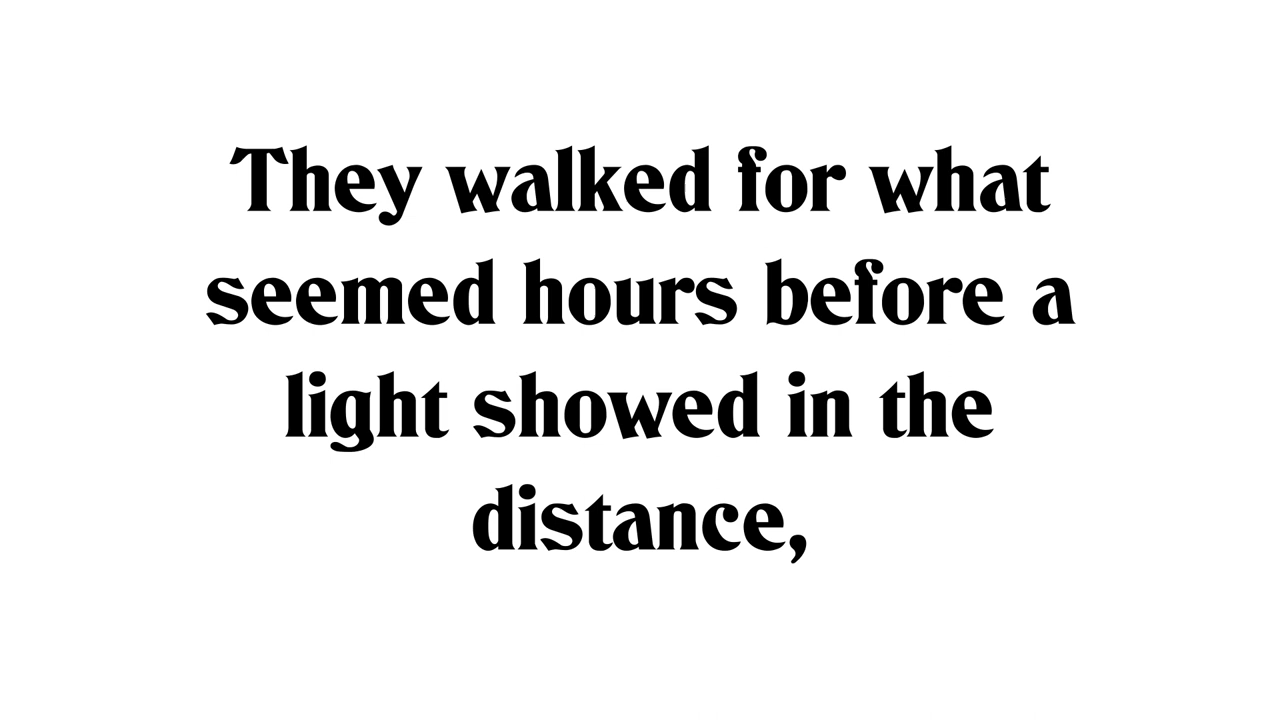 They walked for what
seemed hours before a
light showed in the
distance,